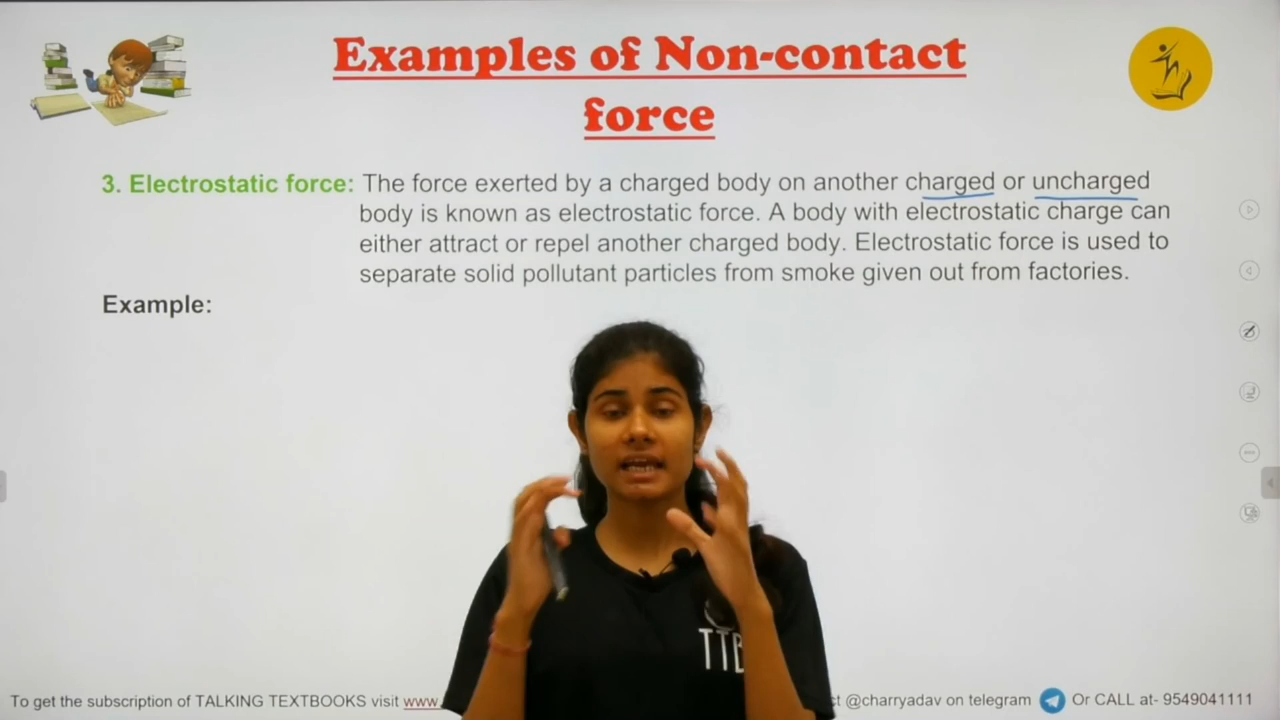 Examples of Non-contact
force
3. Electrostatic force: The force exerted by a charged body on another charged or uncharged
body is known as electrostatic force. A body with electrostatic charge can
either attract or repel another charged body. Electrostatic force is used to
separate solid pollutant particles from smoke given out from factories.
Example:
TTB
To get the subscription of TALKING TEXTBOOKS visit www. ct @charryadav on telegram Or CALL at- 9549041111